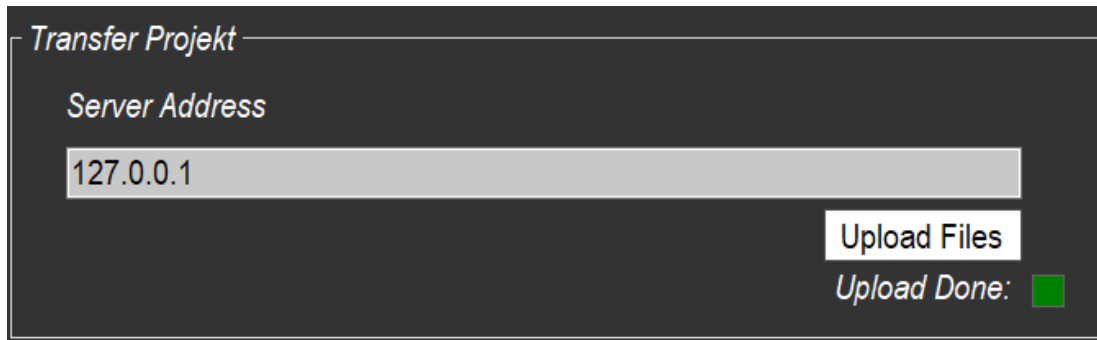 Transfer Projekt
Server Address
127.0.0.1
Upload Files
Upload Done: